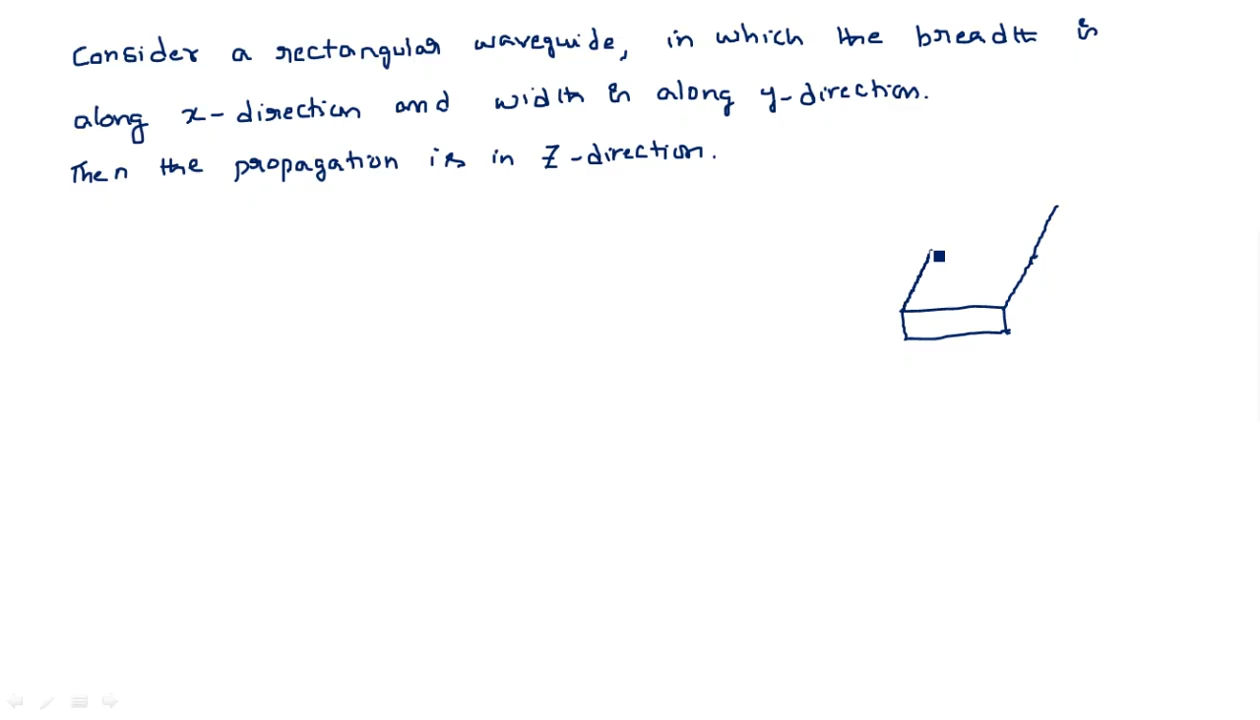 Consider a rectangular waveguide, in which the breadth is
along x-direction and width is along y-direction.
Then the propagation is in Z-direction.